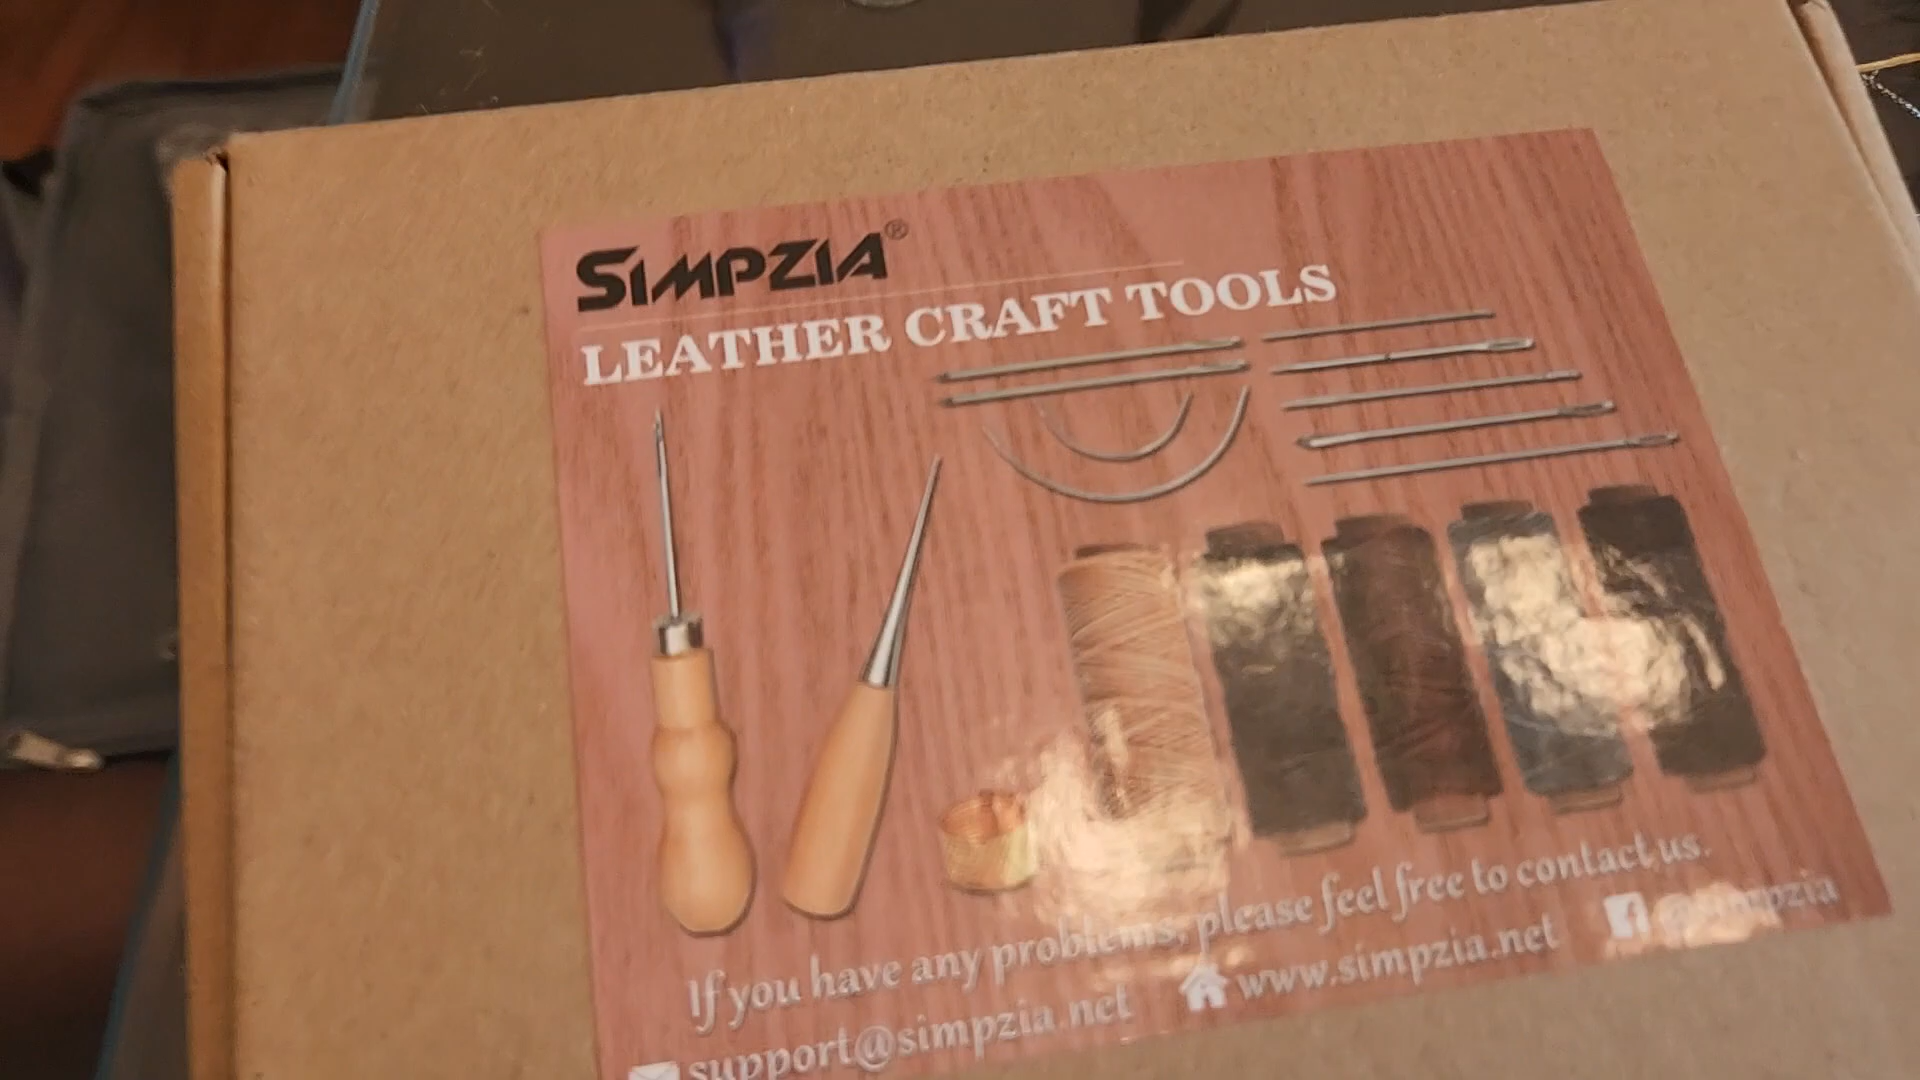 SIMPZIA®
LEATHER CRAFT TOOLS
If you have any problems, please feel free to contact us.
support@simpzia.net www.simpzia.net @simpzia